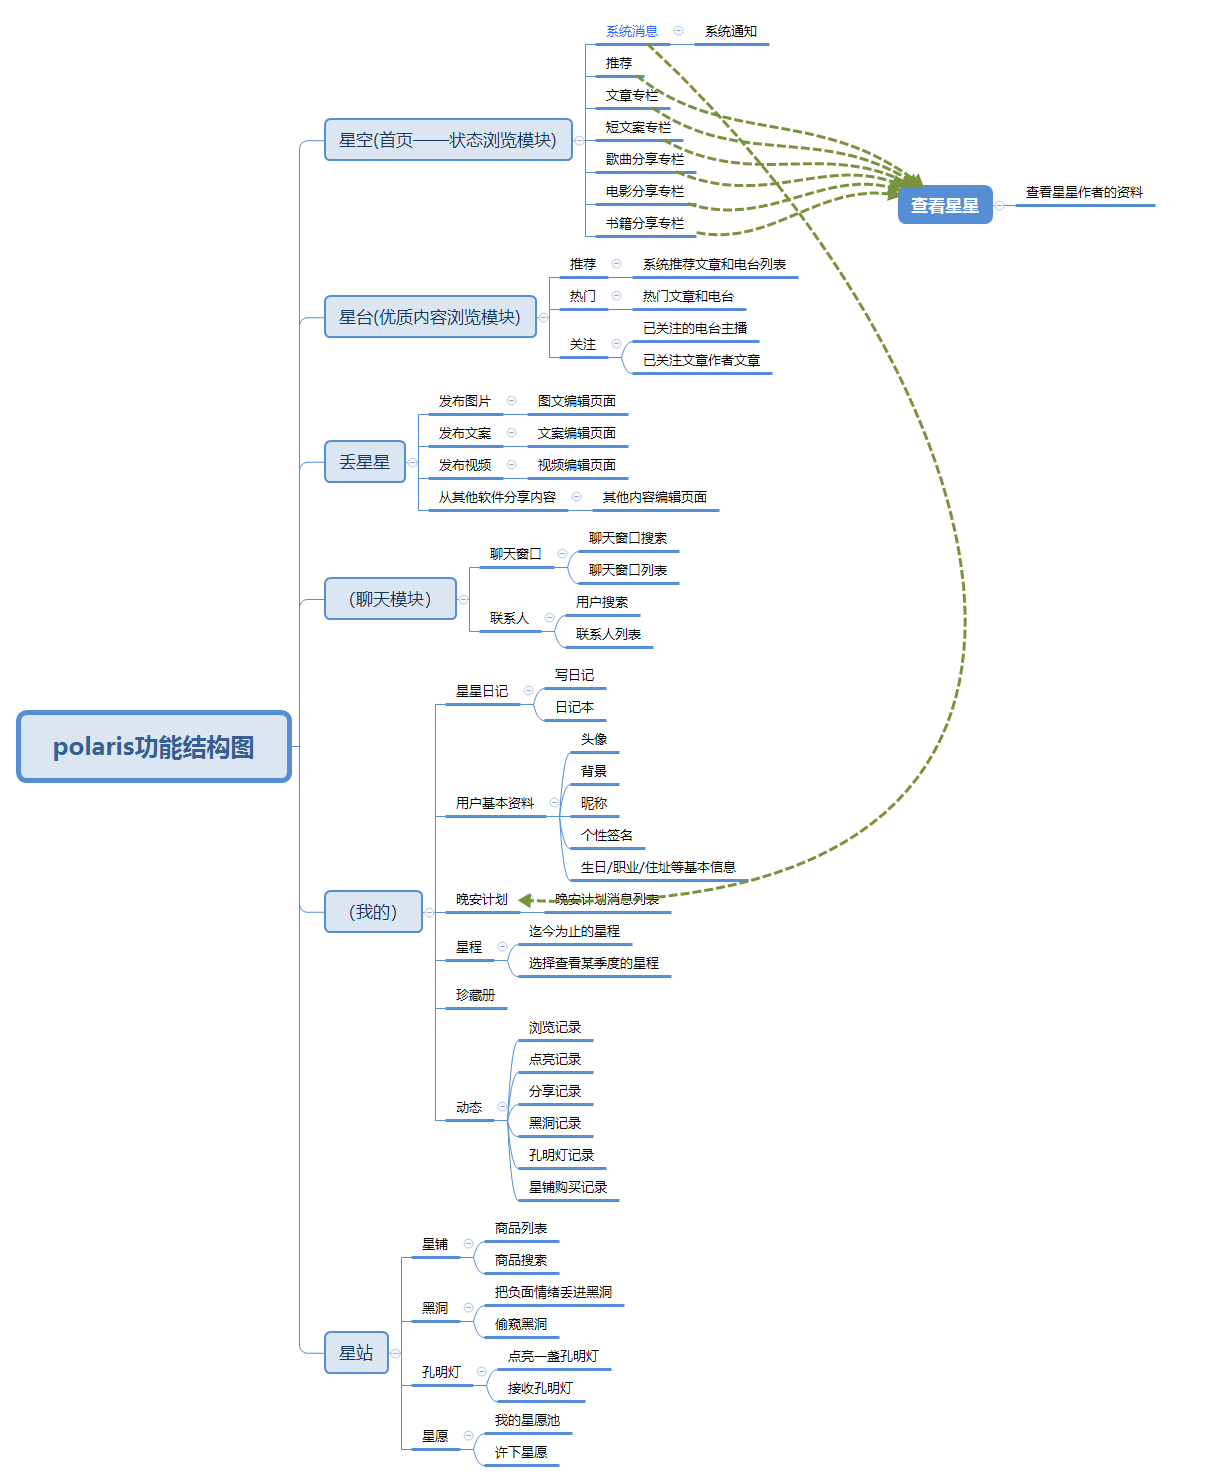 polaris功能结构图
星空(首页——状态浏览模块)
系统消息
系统通知
推荐
文章专栏
短文案专栏
歌曲分享专栏
电影分享专栏
书籍分享专栏
查看星星
查看星星作者的资料
星台(优质内容浏览模块)
推荐
系统推荐文章和电台列表
热门
热门文章和电台
关注
已关注的电台主播
已关注文章作者文章
丢星星
发布图片
图文编辑页面
发布文案
文案编辑页面
发布视频
视频编辑页面
从其他软件分享内容
其他内容编辑页面
（聊天模块）
聊天窗口
聊天窗口搜索
聊天窗口列表
联系人
用户搜索
联系人列表
（我的）
星星日记
写日记
日记本
用户基本资料
头像
背景
昵称
个性签名
生日/职业/住址等基本信息
晚安计划
晚安计划消息列表
星程
迄今为止的星程
选择查看某季度的星程
珍藏册
动态
浏览记录
点亮记录
分享记录
黑洞记录
孔明灯记录
星铺购买记录
星站
星铺
商品列表
商品搜索
黑洞
把负面情绪丢进黑洞
偷窥黑洞
孔明灯
点亮一盏孔明灯
接收孔明灯
星愿
我的星愿池
许下星愿